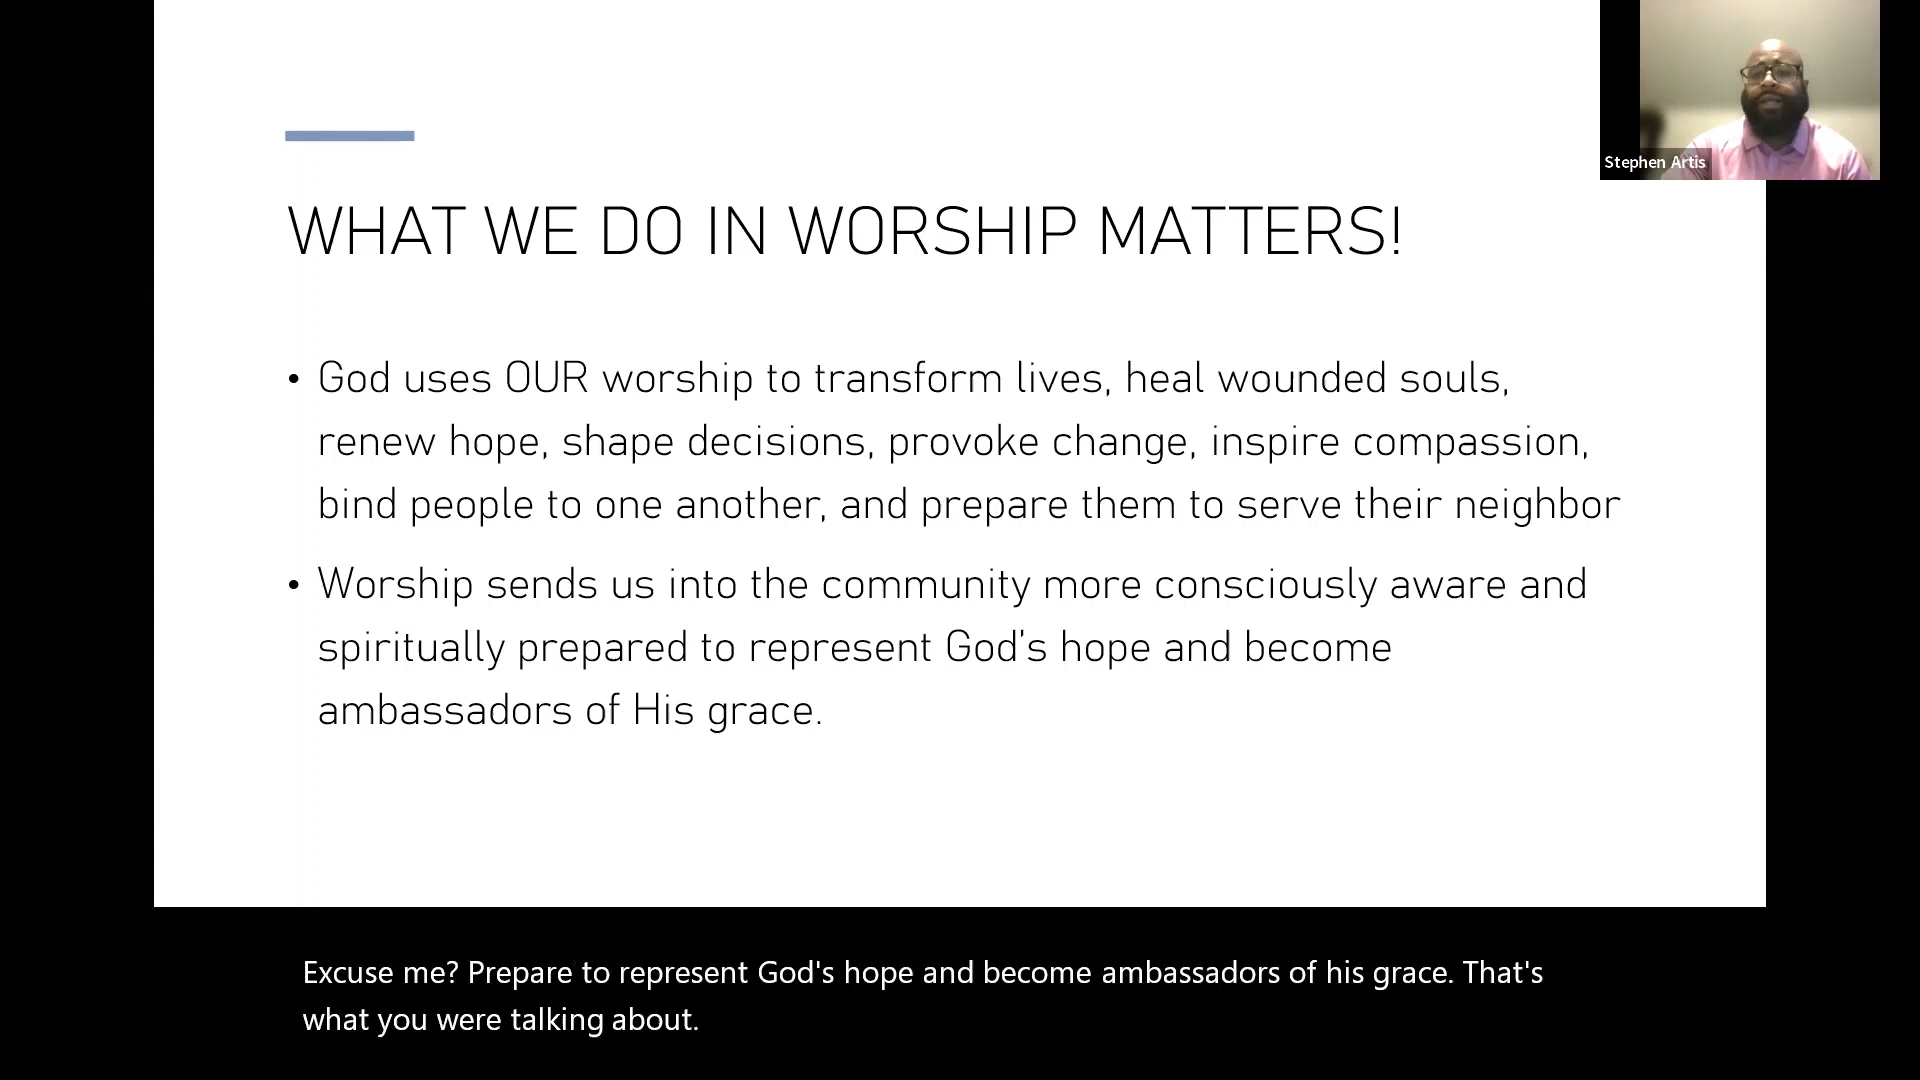 WHAT WE DO IN WORSHIP MATTERS!
• God uses OUR worship to transform lives, heal wounded souls,
renew hope, shape decisions, provoke change, inspire compassion,
bind people to one another, and prepare them to serve their neighbor
• Worship sends us into the community more consciously aware and
spiritually prepared to represent God's hope and become
ambassadors of His grace.
Stephen Artis
Excuse me? Prepare to represent God's hope and become ambassadors of his grace. That's
what you were talking about.